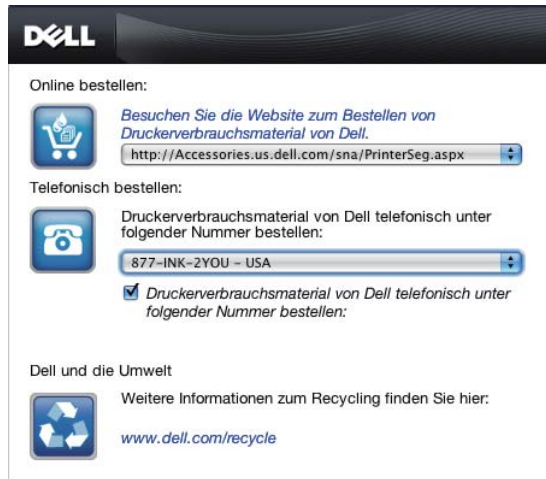 DELL
Online bestellen:
Besuchen Sie die Website zum Bestellen von
Druckerverbrauchsmaterial von Dell.
http://Accessories.us.dell.com/sna/PrinterSeg.aspx
Telefonisch bestellen:
Druckerverbrauchsmaterial von Dell telefonisch unter
folgender Nummer bestellen:
877-INK-2YOU - USA
Druckerverbrauchsmaterial von Dell telefonisch unter
folgender Nummer bestellen:
Dell und die Umwelt
Weitere Informationen zum Recycling finden Sie hier:
www.dell.com/recycle